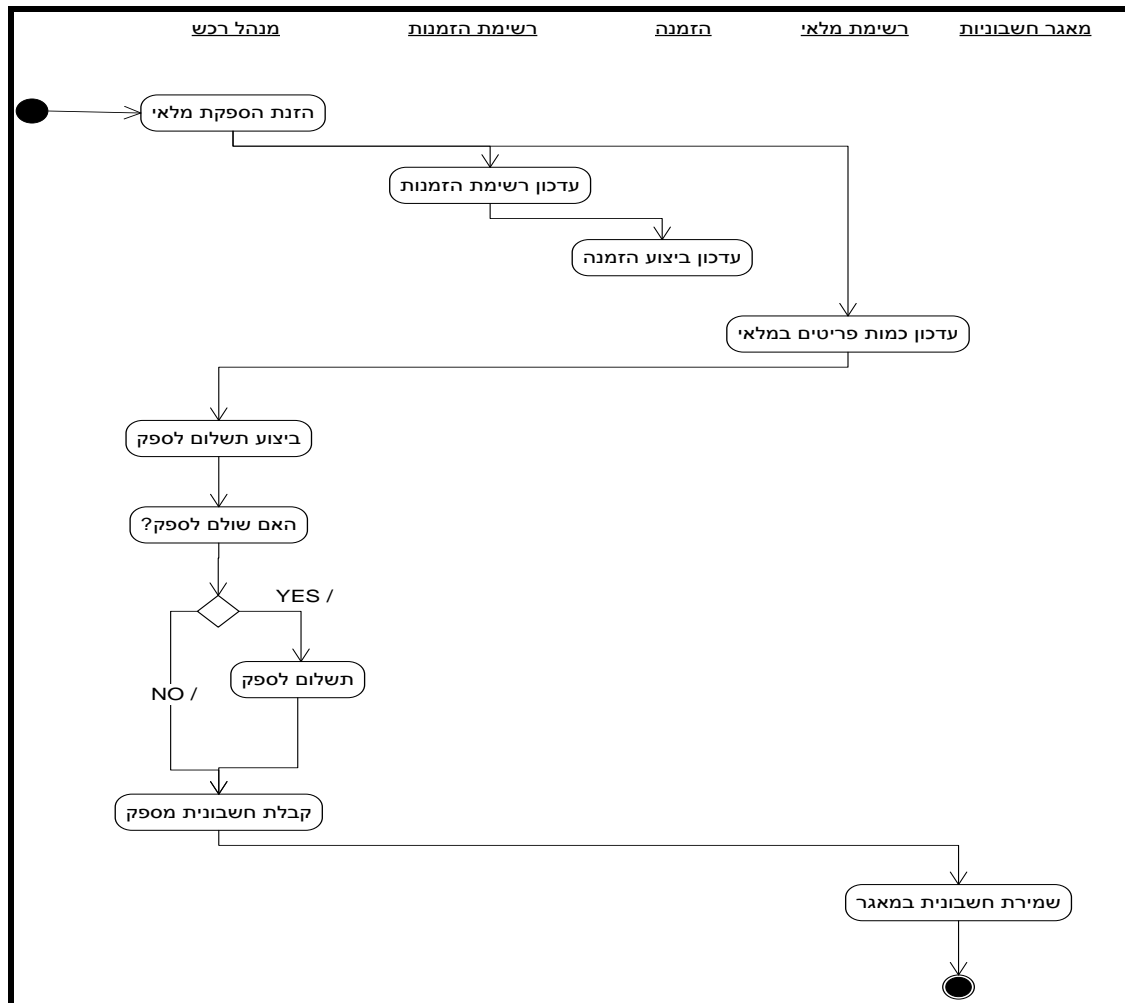 מאגר חשבוניות
רשימת מלאי
הזמנה
רשימת הזמנות
מנהל רכש
הזנת הספקת מלאי
עדכון רשימת הזמנות
עדכון ביצוע הזמנה
עדכון כמות פריטים במלאי
ביצוע תשלום לספק
האם שולם לספק?
YES /
תשלום לספק
NO /
קבלת חשבונית מספק
שמירת חשבונית במאגר